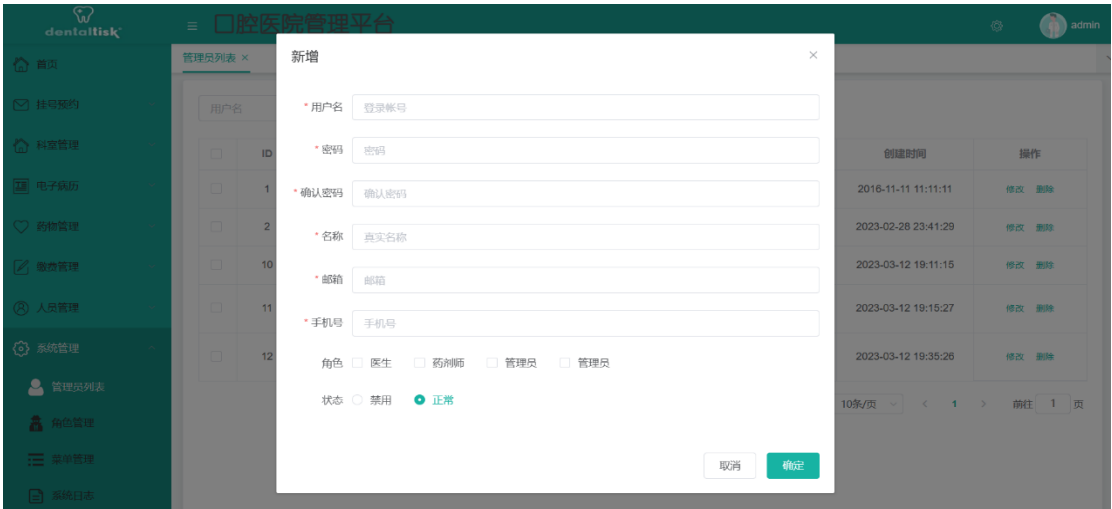 dentaltisk
口腔医院管理平台
admin
首页
挂号预约
科室管理
电子病历
药物管理
缴费管理
人员管理
系统管理
管理员列表
角色管理
菜单管理
系统日志
管理员列表 ×
用户名
ID 创建时间 操作
1 2016-11-11 11:11:11 修改 删除
2 2023-02-26 23:41:29 修改 删除
10 2023-03-12 19:11:15 修改 删除
11 2023-03-12 19:15:27 修改 删除
12 2023-03-12 19:35:26 修改 删除
10条/页 < 1 > 前往 1 页
新增 ×
* 用户名 登录帐号
* 密码 密码
* 确认密码 确认密码
* 名称 真实名称
* 邮箱 邮箱
* 手机号 手机号
角色 医生 药剂师 管理员 管理员
状态 禁用 正常
取消 确定